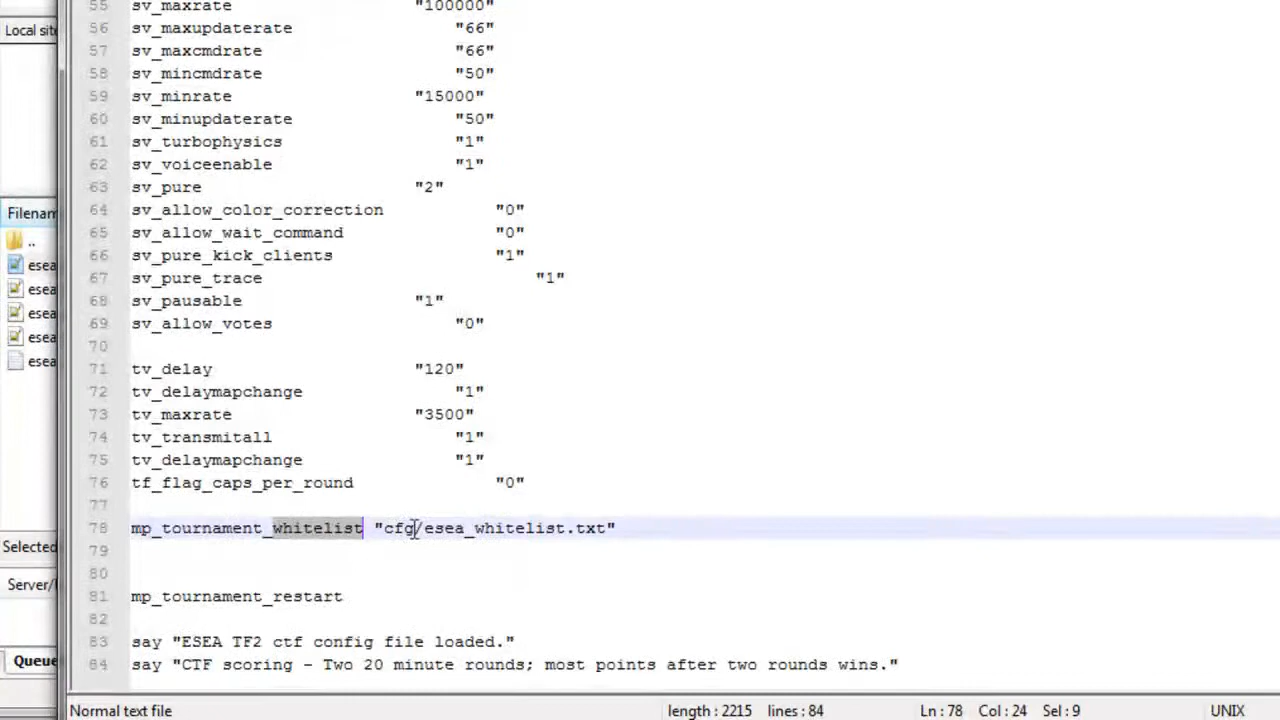 55 sv_maxrate "100000"
56 sv_maxupdaterate "66"
57 sv_maxcmdrate "66"
58 sv_mincmdrate "50"
59 sv_minrate "15000"
60 sv_minupdaterate "50"
61 sv_turbophysics "1"
62 sv_voiceenable "1"
63 sv_pure "2"
64 sv_allow_color_correction "0"
65 sv_allow_wait_command "0"
66 sv_pure_kick_clients "1"
67 sv_pure_trace "1"
68 sv_pausable "1"
69 sv_allow_votes "0"
70
71 tv_delay "120"
72 tv_delaymapchange "1"
73 tv_maxrate "3500"
74 tv_transmitall "1"
75 tv_delaymapchange "1"
76 tf_flag_caps_per_round "0"
77
78 mp_tournament_whitelist "cfg/esea_whitelist.txt"
79
80
81 mp_tournament_restart
82
83 say "ESEA TF2 ctf config file loaded."
84 say "CTF scoring - Two 20 minute rounds; most points after two rounds wins."
Normal text file length : 2215 lines : 84 Ln : 78 Col : 24 Sel : 9 UNIX
Local site
Filenam
..
esea
esea
esea
esea
esea
Selected
Server/
Queue